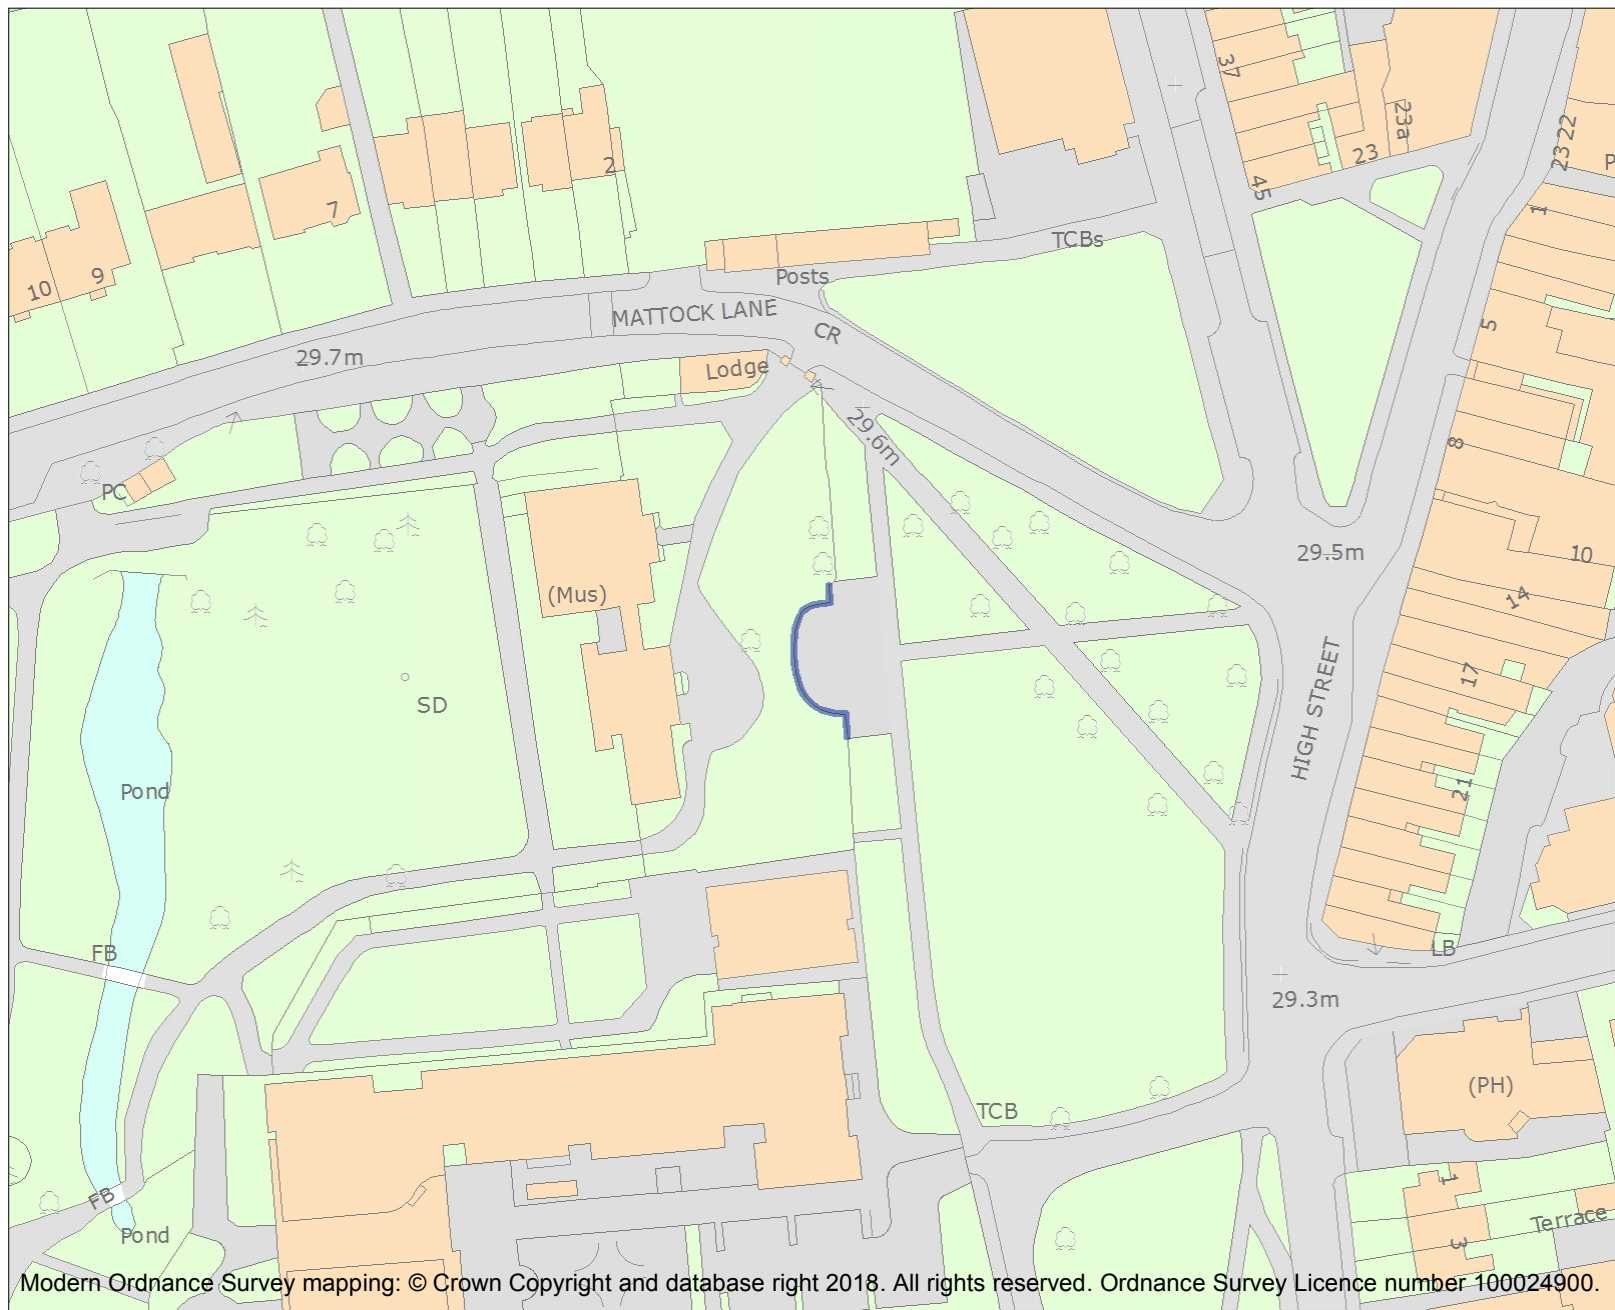 37
23a
23
45
23 22
P
2
7
10
9
1
TCBs
Posts
MATTOCK LANE
CR
5
29.7m
Lodge
29.6m
8
PC
29.5m
10
14
(Mus)
SD
17
HIGH STREET
21
Pond
FB
LB
29.3m
(PH)
TCB
FB
Pond
1
3
Terrace
Modern Ordnance Survey mapping: © Crown Copyright and database right 2018. All rights reserved. Ordnance Survey Licence number 100024900.